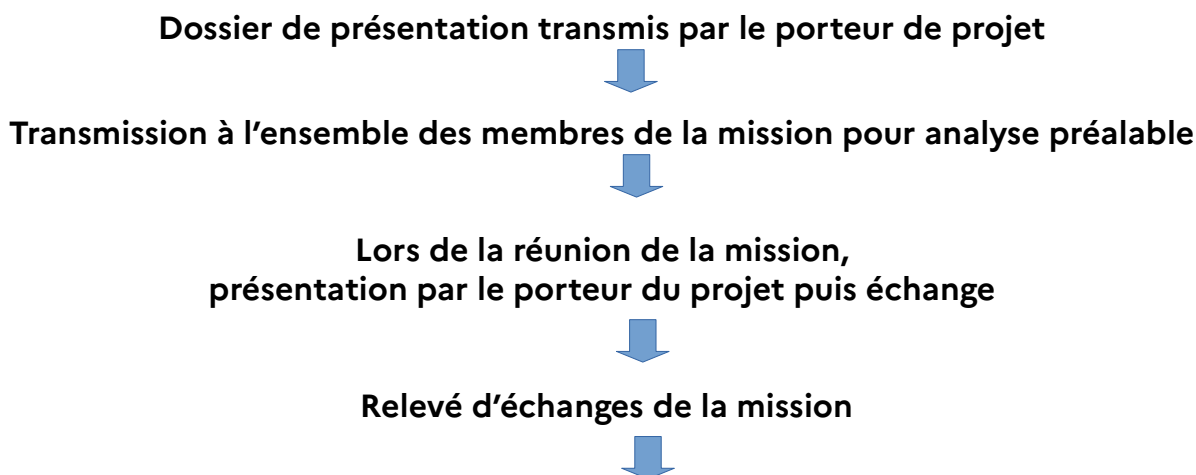 Dossier de présentation transmis par le porteur de projet
Transmission à l’ensemble des membres de la mission pour analyse préalable
Lors de la réunion de la mission,
présentation par le porteur du projet puis échange
Relevé d’échanges de la mission